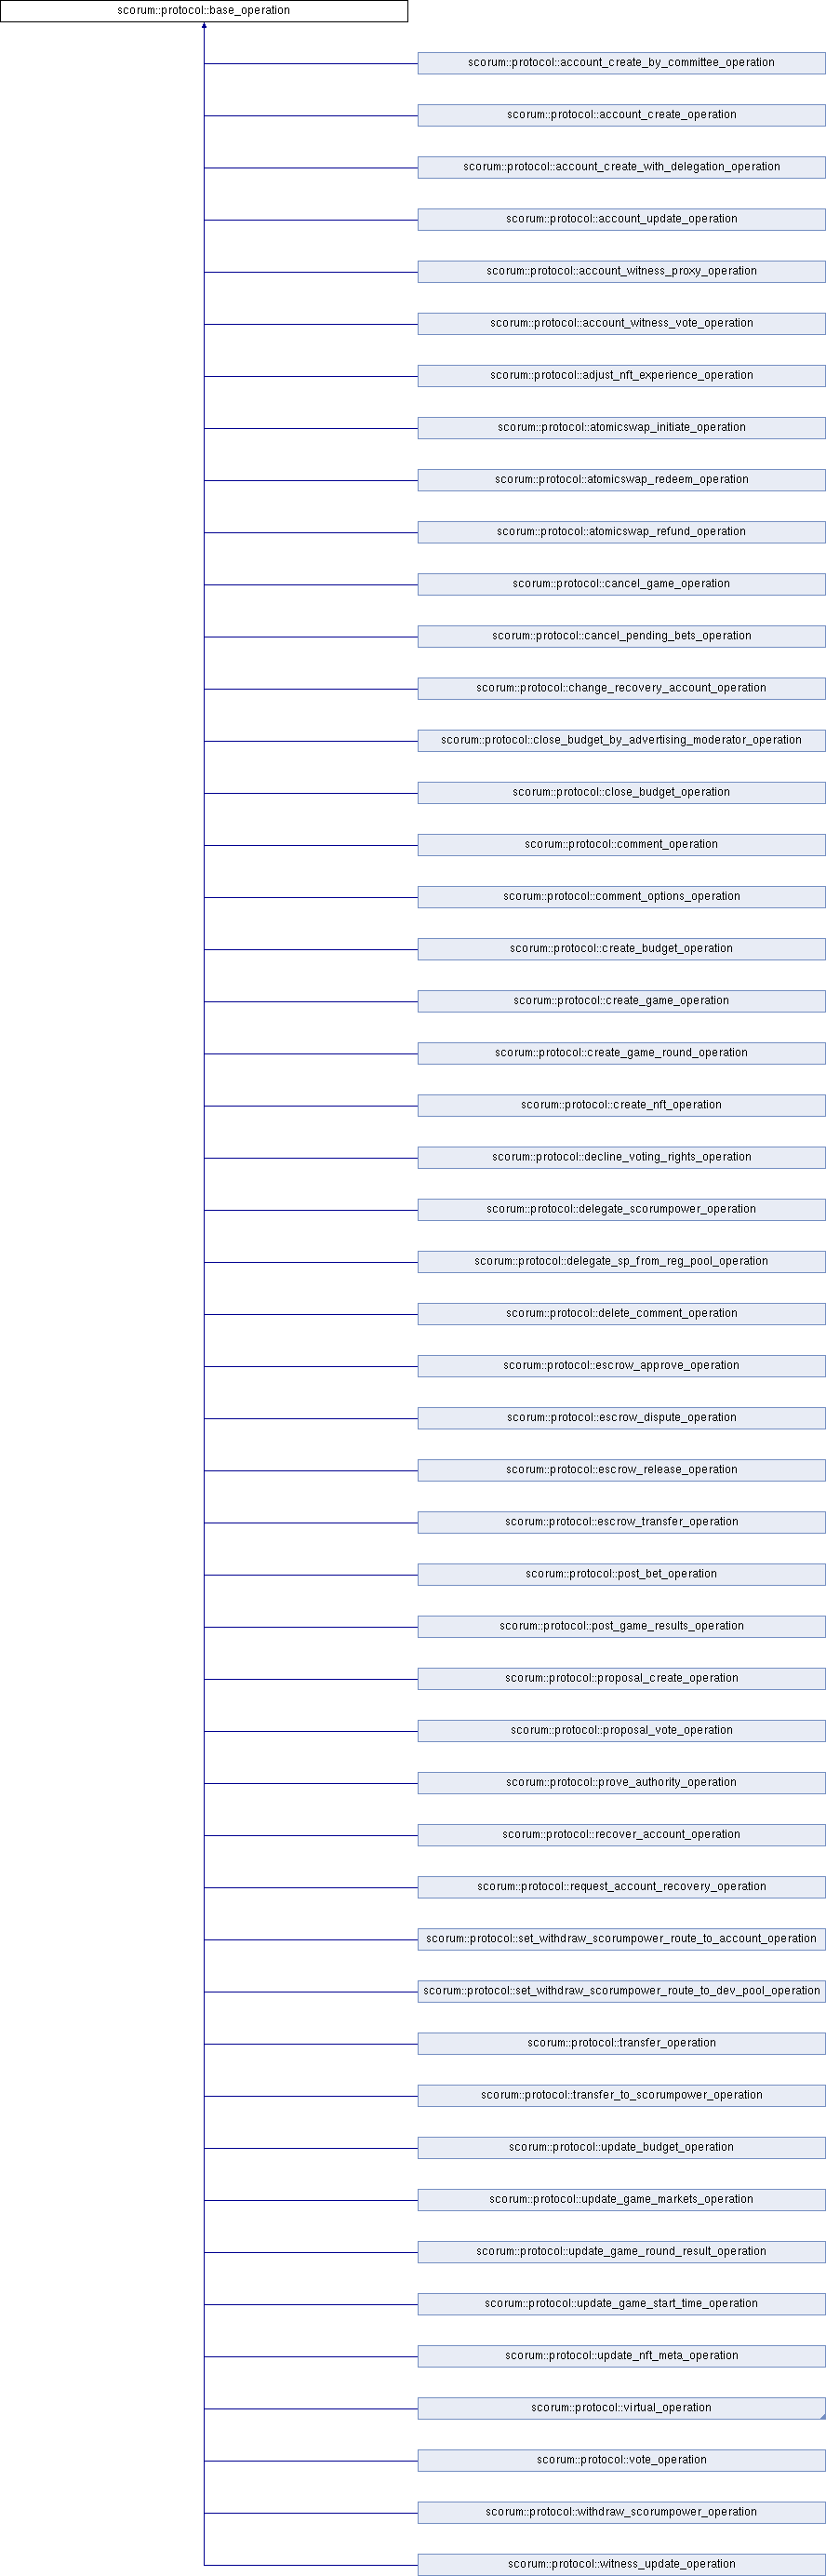 scorum::protocol::base_operation
scorum::protocol::account_create_by_committee_operation
scorum::protocol::account_create_operation
scorum::protocol::account_create_with_delegation_operation
scorum::protocol::account_update_operation
scorum::protocol::account_witness_proxy_operation
scorum::protocol::account_witness_vote_operation
scorum::protocol::adjust_nft_experience_operation
scorum::protocol::atomicswap_initiate_operation
scorum::protocol::atomicswap_redeem_operation
scorum::protocol::atomicswap_refund_operation
scorum::protocol::cancel_game_operation
scorum::protocol::cancel_pending_bets_operation
scorum::protocol::change_recovery_account_operation
scorum::protocol::close_budget_by_advertising_moderator_operation
scorum::protocol::close_budget_operation
scorum::protocol::comment_operation
scorum::protocol::comment_options_operation
scorum::protocol::create_budget_operation
scorum::protocol::create_game_operation
scorum::protocol::create_game_round_operation
scorum::protocol::create_nft_operation
scorum::protocol::decline_voting_rights_operation
scorum::protocol::delegate_scorumpower_operation
scorum::protocol::delegate_sp_from_reg_pool_operation
scorum::protocol::delete_comment_operation
scorum::protocol::escrow_approve_operation
scorum::protocol::escrow_dispute_operation
scorum::protocol::escrow_release_operation
scorum::protocol::escrow_transfer_operation
scorum::protocol::post_bet_operation
scorum::protocol::post_game_results_operation
scorum::protocol::proposal_create_operation
scorum::protocol::proposal_vote_operation
scorum::protocol::prove_authority_operation
scorum::protocol::recover_account_operation
scorum::protocol::request_account_recovery_operation
scorum::protocol::set_withdraw_scorumpower_route_to_account_operation
scorum::protocol::set_withdraw_scorumpower_route_to_dev_pool_operation
scorum::protocol::transfer_operation
scorum::protocol::transfer_to_scorumpower_operation
scorum::protocol::update_budget_operation
scorum::protocol::update_game_markets_operation
scorum::protocol::update_game_round_result_operation
scorum::protocol::update_game_start_time_operation
scorum::protocol::update_nft_meta_operation
scorum::protocol::virtual_operation
scorum::protocol::vote_operation
scorum::protocol::withdraw_scorumpower_operation
scorum::protocol::witness_update_operation